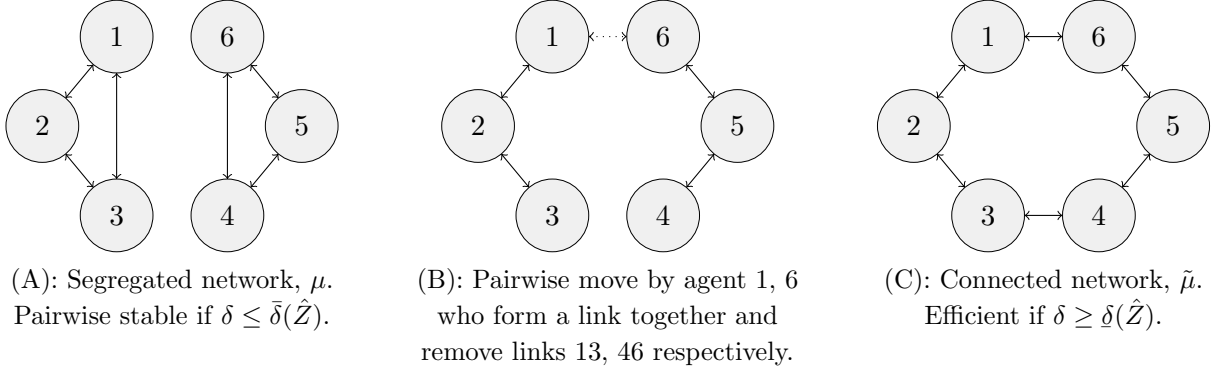 1 6
2 5
3 4
1 6
2 5
3 4
1 6
2 5
3 4
(A): Segregated network, μ.
Pairwise stable if δ ≤ δ̄(Ẑ).
(B): Pairwise move by agent 1, 6
who form a link together and
remove links 13, 46 respectively.
(C): Connected network, μ̃.
Efficient if δ ≥ δ̲(Ẑ).